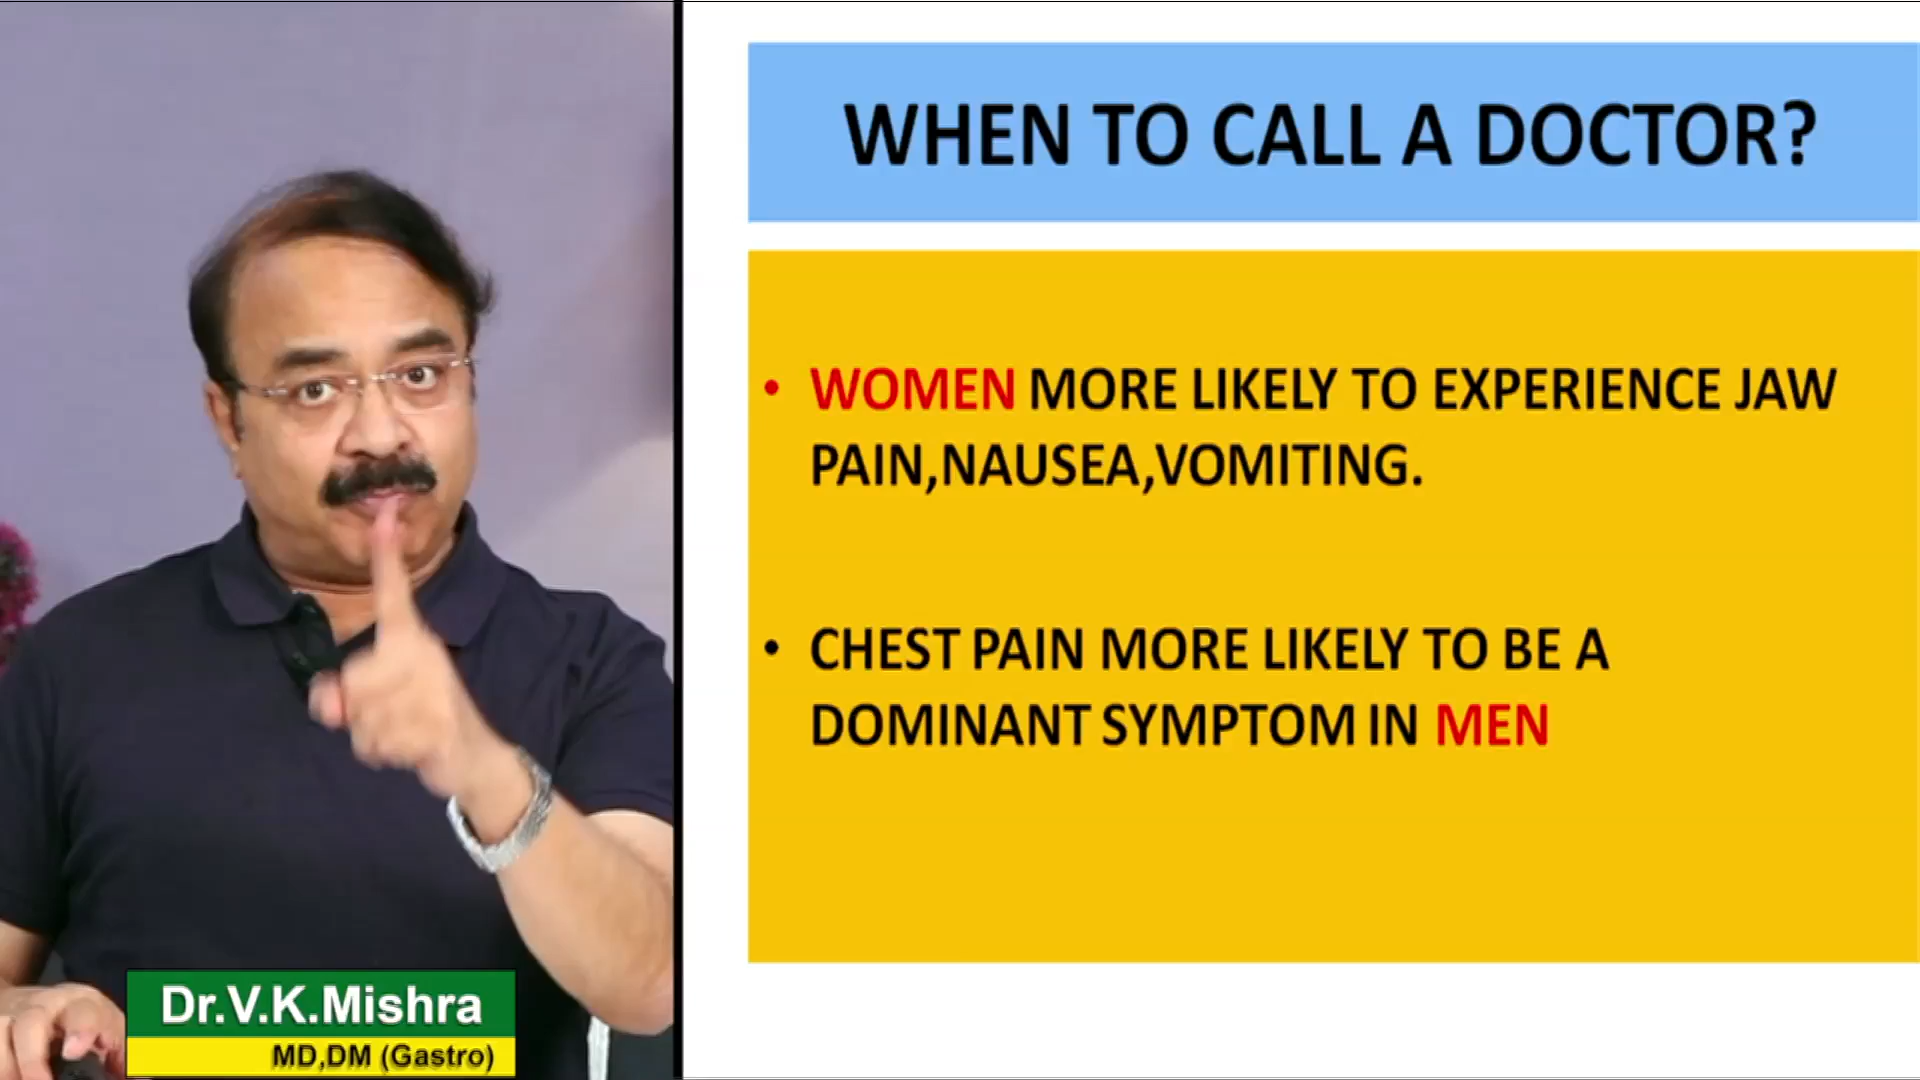 WHEN TO CALL A DOCTOR?
• WOMEN MORE LIKELY TO EXPERIENCE JAW
PAIN,NAUSEA,VOMITING.
• CHEST PAIN MORE LIKELY TO BE A
DOMINANT SYMPTOM IN MEN
Dr.V.K.Mishra
MD,DM (Gastro)